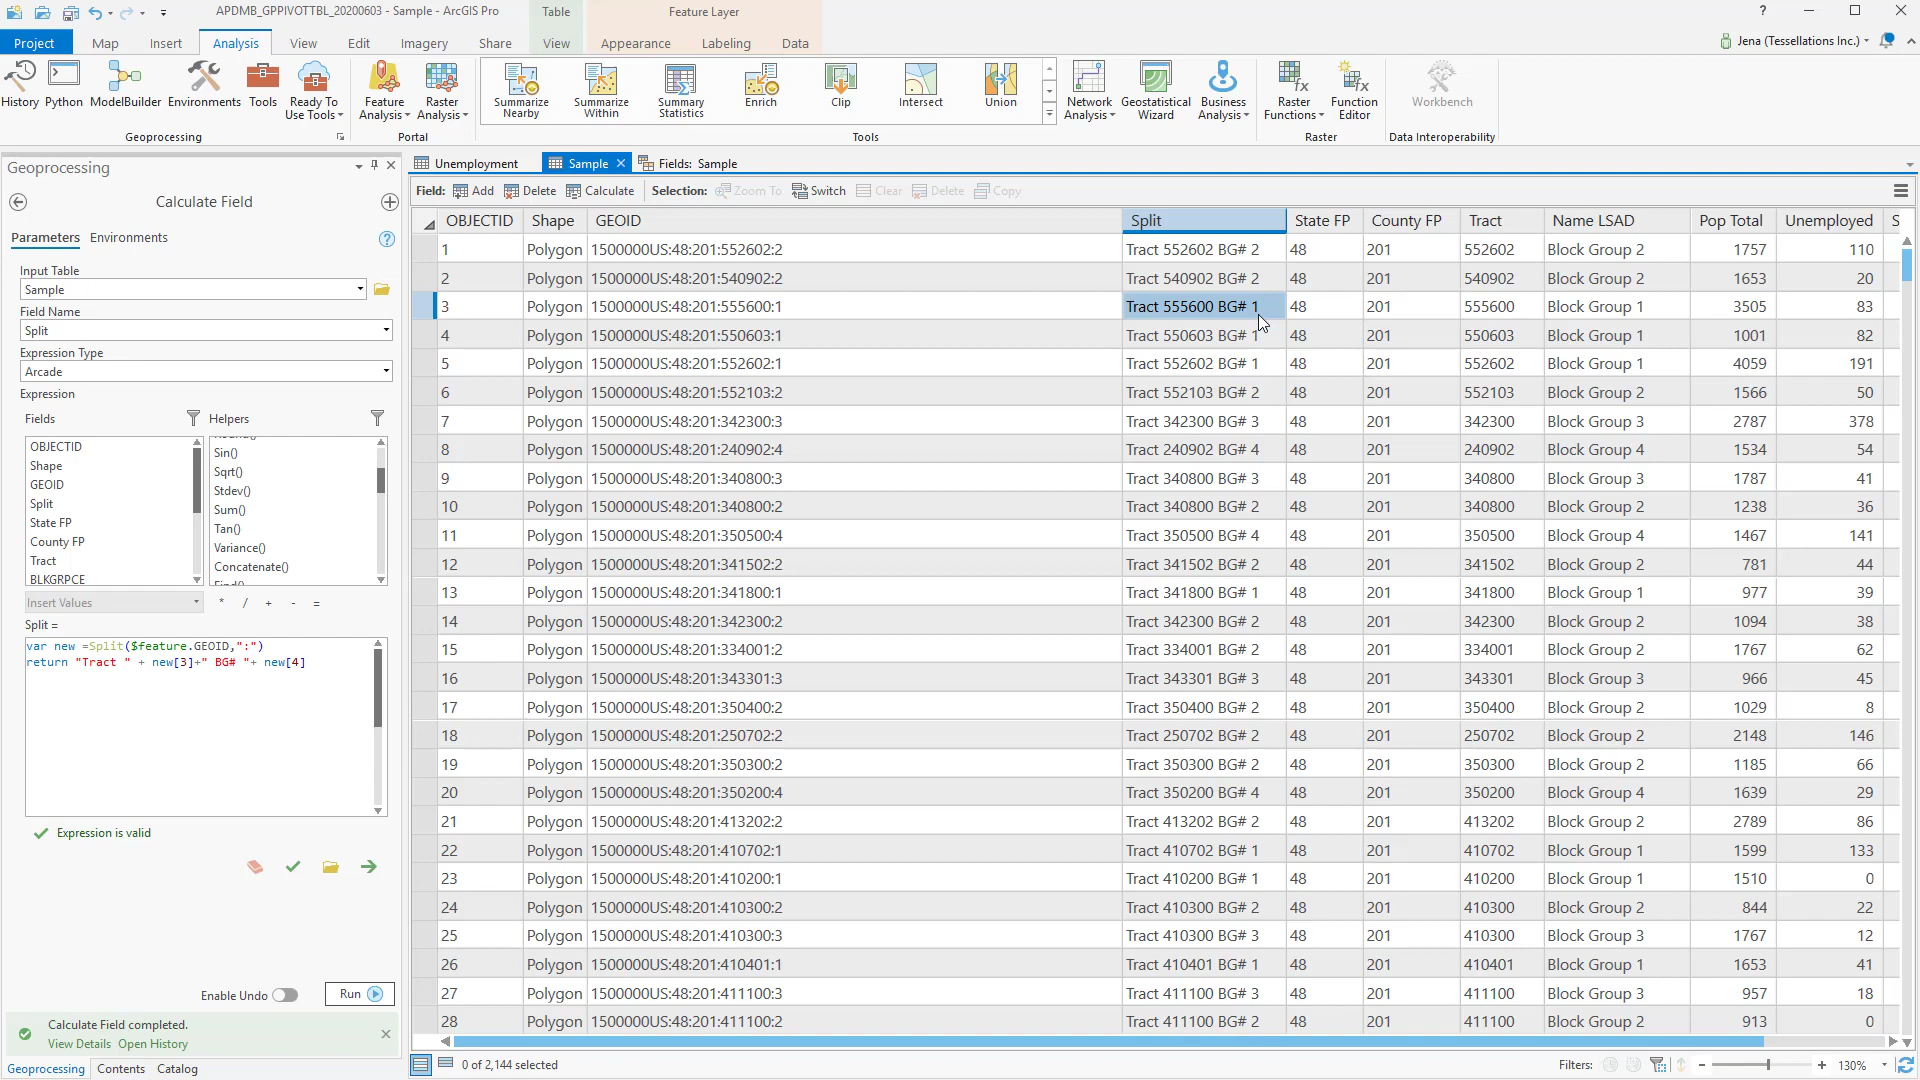 APDMB_GPPIVOTTBL_20200603 - Sample - ArcGIS Pro
Table
Feature Layer
?
Project
Map
Insert
Analysis
View
Edit
Imagery
Share
View
Appearance
Labeling
Data
Jena (Tessellations Inc.)
History
Python
ModelBuilder
Environments
Tools
Ready To Use Tools
Feature Analysis
Raster Analysis
Summarize Nearby
Summarize Within
Summary Statistics
Enrich
Clip
Intersect
Union
Network Analysis
Geostatistical Wizard
Business Analysis
Raster Functions
Function Editor
Workbench
Geoprocessing
Portal
Tools
Raster
Data Interoperability
Geoprocessing
Calculate Field
Parameters Environments
?
Input Table
Sample
Field Name
Split
Expression Type
Arcade
Expression
Fields
Helpers
OBJECTID
Shape
GEOID
Split
State FP
County FP
Tract
BLKGRPCE
Sin()
Sqrt()
Stdev()
Sum()
Tan()
Variance()
Concatenate()
Insert Values
* / + - =
Split =
var new =Split($feature.GEOID,":")
return "Tract " + new[3]+" BG# "+ new[4]
Expression is valid
Enable Undo
Run
Calculate Field completed.
View Details Open History
Geoprocessing Contents Catalog
Unemployment
Sample
Fields: Sample
Field: Add Delete Calculate Selection: Zoom To Switch Clear Delete Copy
OBJECTID Shape GEOID Split State FP County FP Tract Name LSAD Pop Total Unemployed S
1 Polygon 1500000US:48:201:552602:2 Tract 552602 BG# 2 48 201 552602 Block Group 2 1757 110
2 Polygon 1500000US:48:201:540902:2 Tract 540902 BG# 2 48 201 540902 Block Group 2 1653 20
3 Polygon 1500000US:48:201:555600:1 Tract 555600 BG# 1 48 201 555600 Block Group 1 3505 83
4 Polygon 1500000US:48:201:550603:1 Tract 550603 BG# 1 48 201 550603 Block Group 1 1001 82
5 Polygon 1500000US:48:201:552602:1 Tract 552602 BG# 1 48 201 552602 Block Group 1 4059 191
6 Polygon 1500000US:48:201:552103:2 Tract 552103 BG# 2 48 201 552103 Block Group 2 1566 50
7 Polygon 1500000US:48:201:342300:3 Tract 342300 BG# 3 48 201 342300 Block Group 3 2787 378
8 Polygon 1500000US:48:201:240902:4 Tract 240902 BG# 4 48 201 240902 Block Group 4 1534 54
9 Polygon 1500000US:48:201:340800:3 Tract 340800 BG# 3 48 201 340800 Block Group 3 1787 41
10 Polygon 1500000US:48:201:340800:2 Tract 340800 BG# 2 48 201 340800 Block Group 2 1238 36
11 Polygon 1500000US:48:201:350500:4 Tract 350500 BG# 4 48 201 350500 Block Group 4 1467 141
12 Polygon 1500000US:48:201:341502:2 Tract 341502 BG# 2 48 201 341502 Block Group 2 781 44
13 Polygon 1500000US:48:201:341800:1 Tract 341800 BG# 1 48 201 341800 Block Group 1 977 39
14 Polygon 1500000US:48:201:342300:2 Tract 342300 BG# 2 48 201 342300 Block Group 2 1094 38
15 Polygon 1500000US:48:201:334001:2 Tract 334001 BG# 2 48 201 334001 Block Group 2 1767 62
16 Polygon 1500000US:48:201:343301:3 Tract 343301 BG# 3 48 201 343301 Block Group 3 966 45
17 Polygon 1500000US:48:201:350400:2 Tract 350400 BG# 2 48 201 350400 Block Group 2 1029 8
18 Polygon 1500000US:48:201:250702:2 Tract 250702 BG# 2 48 201 250702 Block Group 2 2148 146
19 Polygon 1500000US:48:201:350300:2 Tract 350300 BG# 2 48 201 350300 Block Group 2 1185 66
20 Polygon 1500000US:48:201:350200:4 Tract 350200 BG# 4 48 201 350200 Block Group 4 1639 29
21 Polygon 1500000US:48:201:413202:2 Tract 413202 BG# 2 48 201 413202 Block Group 2 2789 86
22 Polygon 1500000US:48:201:410702:1 Tract 410702 BG# 1 48 201 410702 Block Group 1 1599 133
23 Polygon 1500000US:48:201:410200:1 Tract 410200 BG# 1 48 201 410200 Block Group 1 1510 0
24 Polygon 1500000US:48:201:410300:2 Tract 410300 BG# 2 48 201 410300 Block Group 2 844 22
25 Polygon 1500000US:48:201:410300:3 Tract 410300 BG# 3 48 201 410300 Block Group 3 1767 12
26 Polygon 1500000US:48:201:410401:1 Tract 410401 BG# 1 48 201 410401 Block Group 1 1653 41
27 Polygon 1500000US:48:201:411100:3 Tract 411100 BG# 3 48 201 411100 Block Group 3 957 18
28 Polygon 1500000US:48:201:411100:2 Tract 411100 BG# 2 48 201 411100 Block Group 2 913 0
0 of 2,144 selected
Filters:
- + 130%